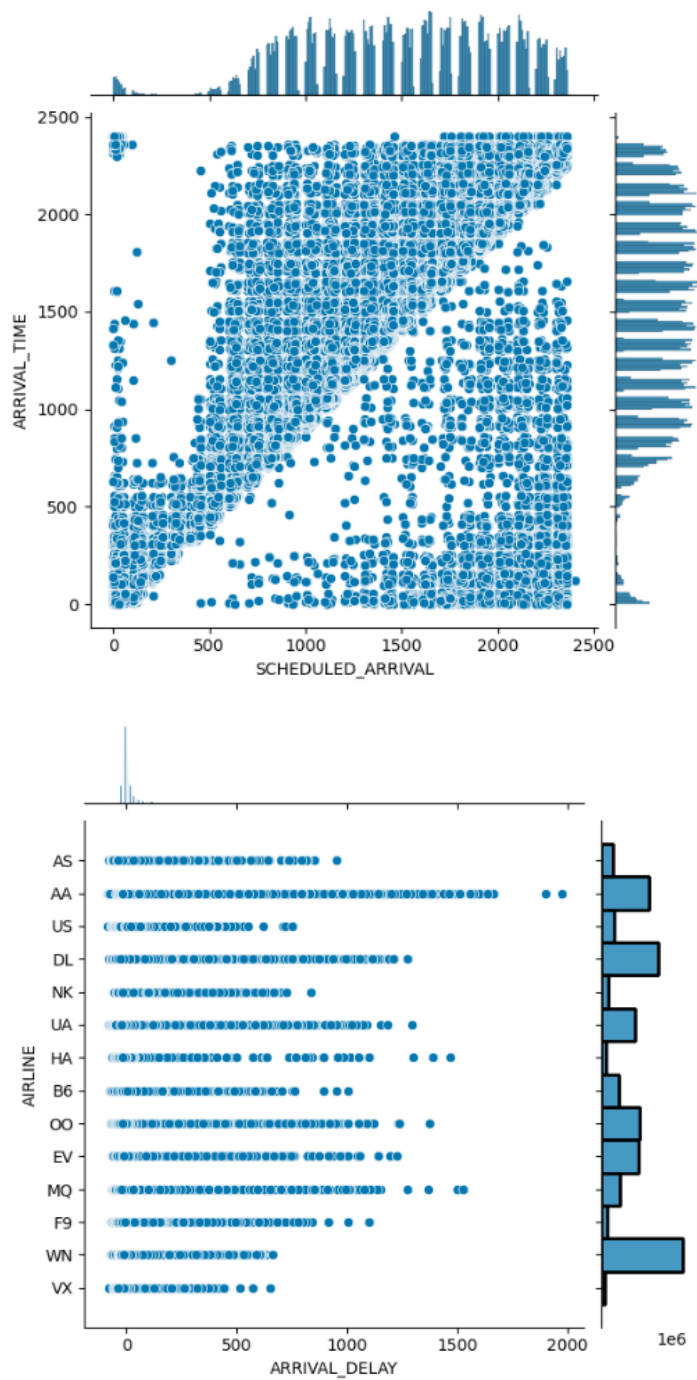 2500
2000
1500
1000
500
0
ARRIVAL_TIME
0 500 1000 1500 2000 2500
SCHEDULED_ARRIVAL
AS
AA
US
DL
NK
UA
HA
B6
OO
EV
MQ
F9
WN
VX
AIRLINE
0 500 1000 1500 2000
1e6
ARRIVAL_DELAY